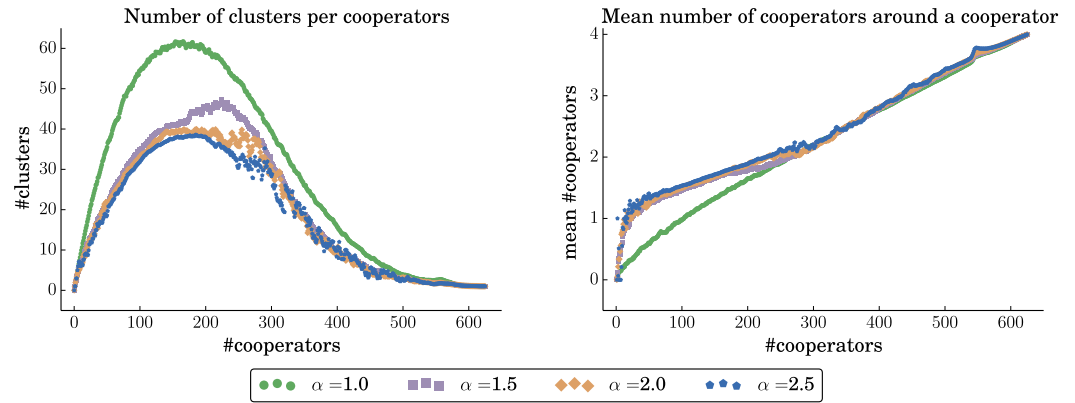 Number of clusters per cooperators
60
50
40
30
20
10
0
#clusters
0 100 200 300 400 500 600
#cooperators
Mean number of cooperators around a cooperator
4
3
2
1
0
mean #cooperators
0 100 200 300 400 500 600
#cooperators
α =1.0 α =1.5 α =2.0 α =2.5